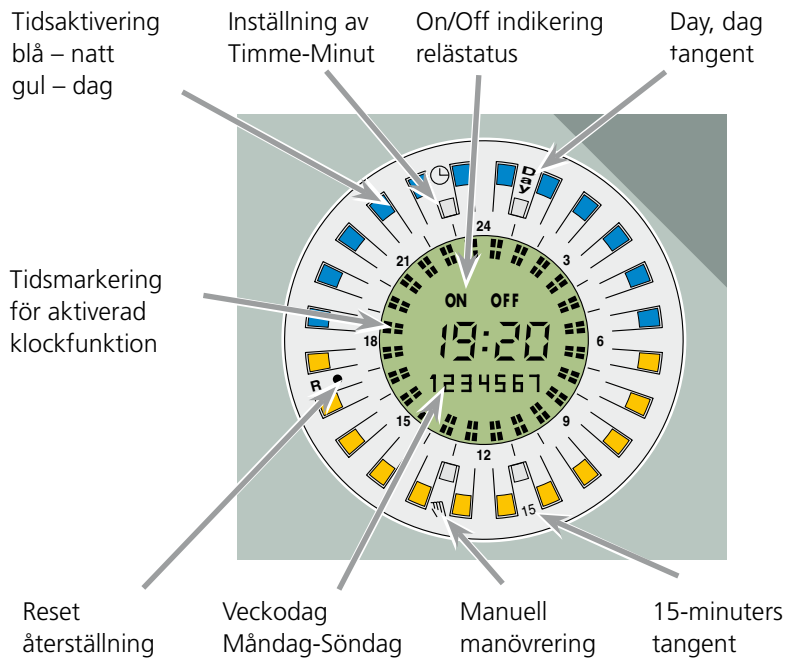 Tidsaktivering
blå – natt
gul – dag
Inställning av
Timme-Minut
On/Off indikering
relästatus
Day, dag
tangent
Day
24
21
3
Tidsmarkering
för aktiverad
klockfunktion
ON OFF
19:20
18
6
1234567
R
15
9
12
15
Reset
återställning
Veckodag
Måndag-Söndag
Manuell
manövrering
15-minuters
tangent